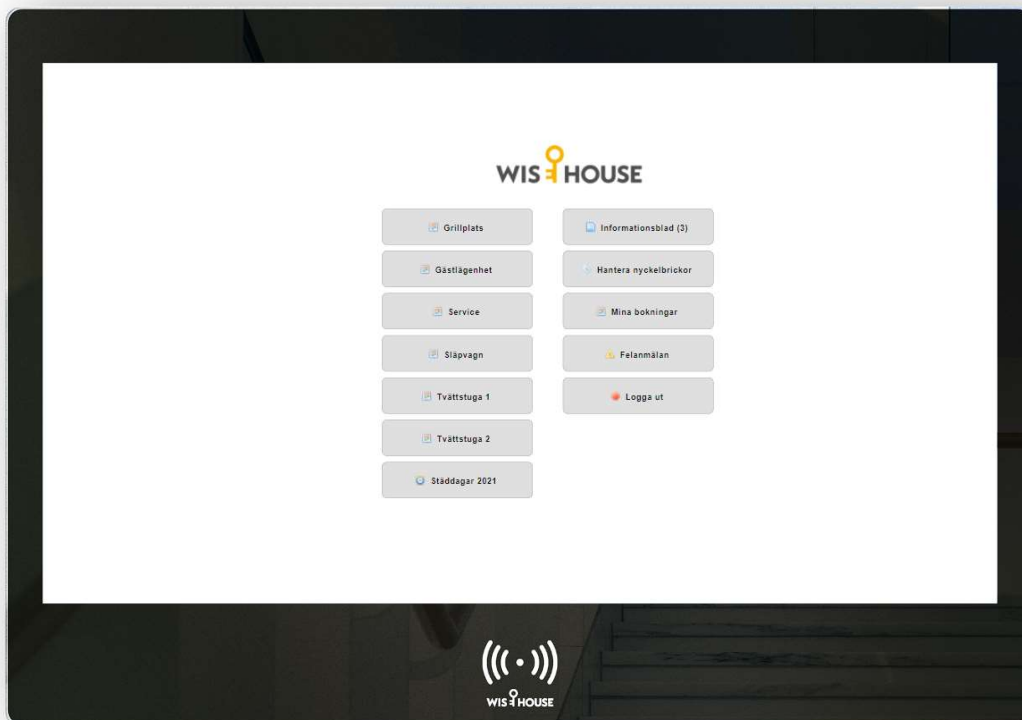 WIS HOUSE
Grillplats
Gästlägenhet
Service
Släpvagn
Tvättstuga 1
Tvättstuga 2
Städdagar 2021
Informationsblad (3)
Hantera nyckelbrickor
Mina bokningar
Felanmälan
Logga ut
WIS HOUSE